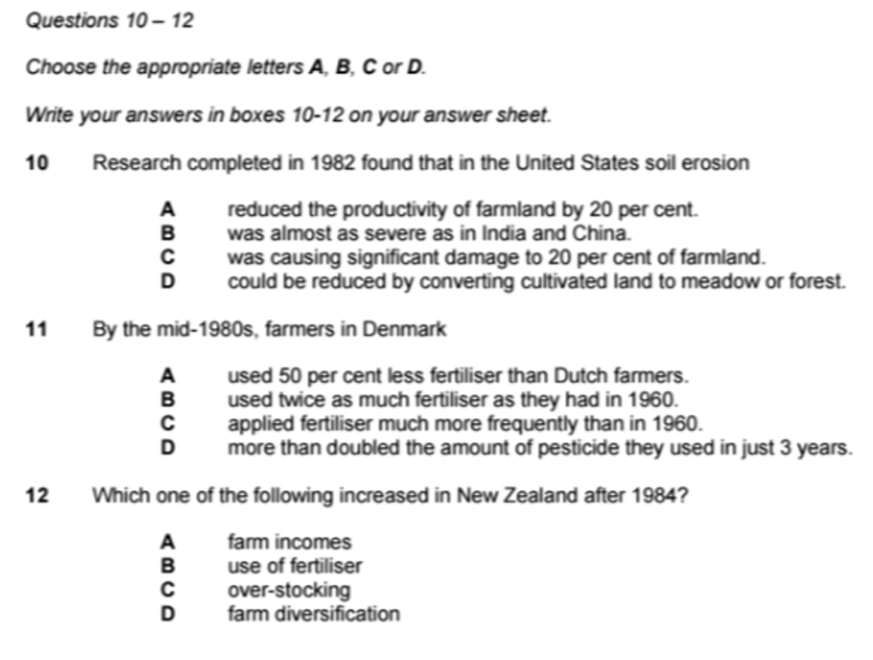 Questions 10 – 12
Choose the appropriate letters A, B, C or D.
Write your answers in boxes 10-12 on your answer sheet.
10 Research completed in 1982 found that in the United States soil erosion
A reduced the productivity of farmland by 20 per cent.
B was almost as severe as in India and China.
C was causing significant damage to 20 per cent of farmland.
D could be reduced by converting cultivated land to meadow or forest.
11 By the mid-1980s, farmers in Denmark
A used 50 per cent less fertiliser than Dutch farmers.
B used twice as much fertiliser as they had in 1960.
C applied fertiliser much more frequently than in 1960.
D more than doubled the amount of pesticide they used in just 3 years.
12 Which one of the following increased in New Zealand after 1984?
A farm incomes
B use of fertiliser
C over-stocking
D farm diversification